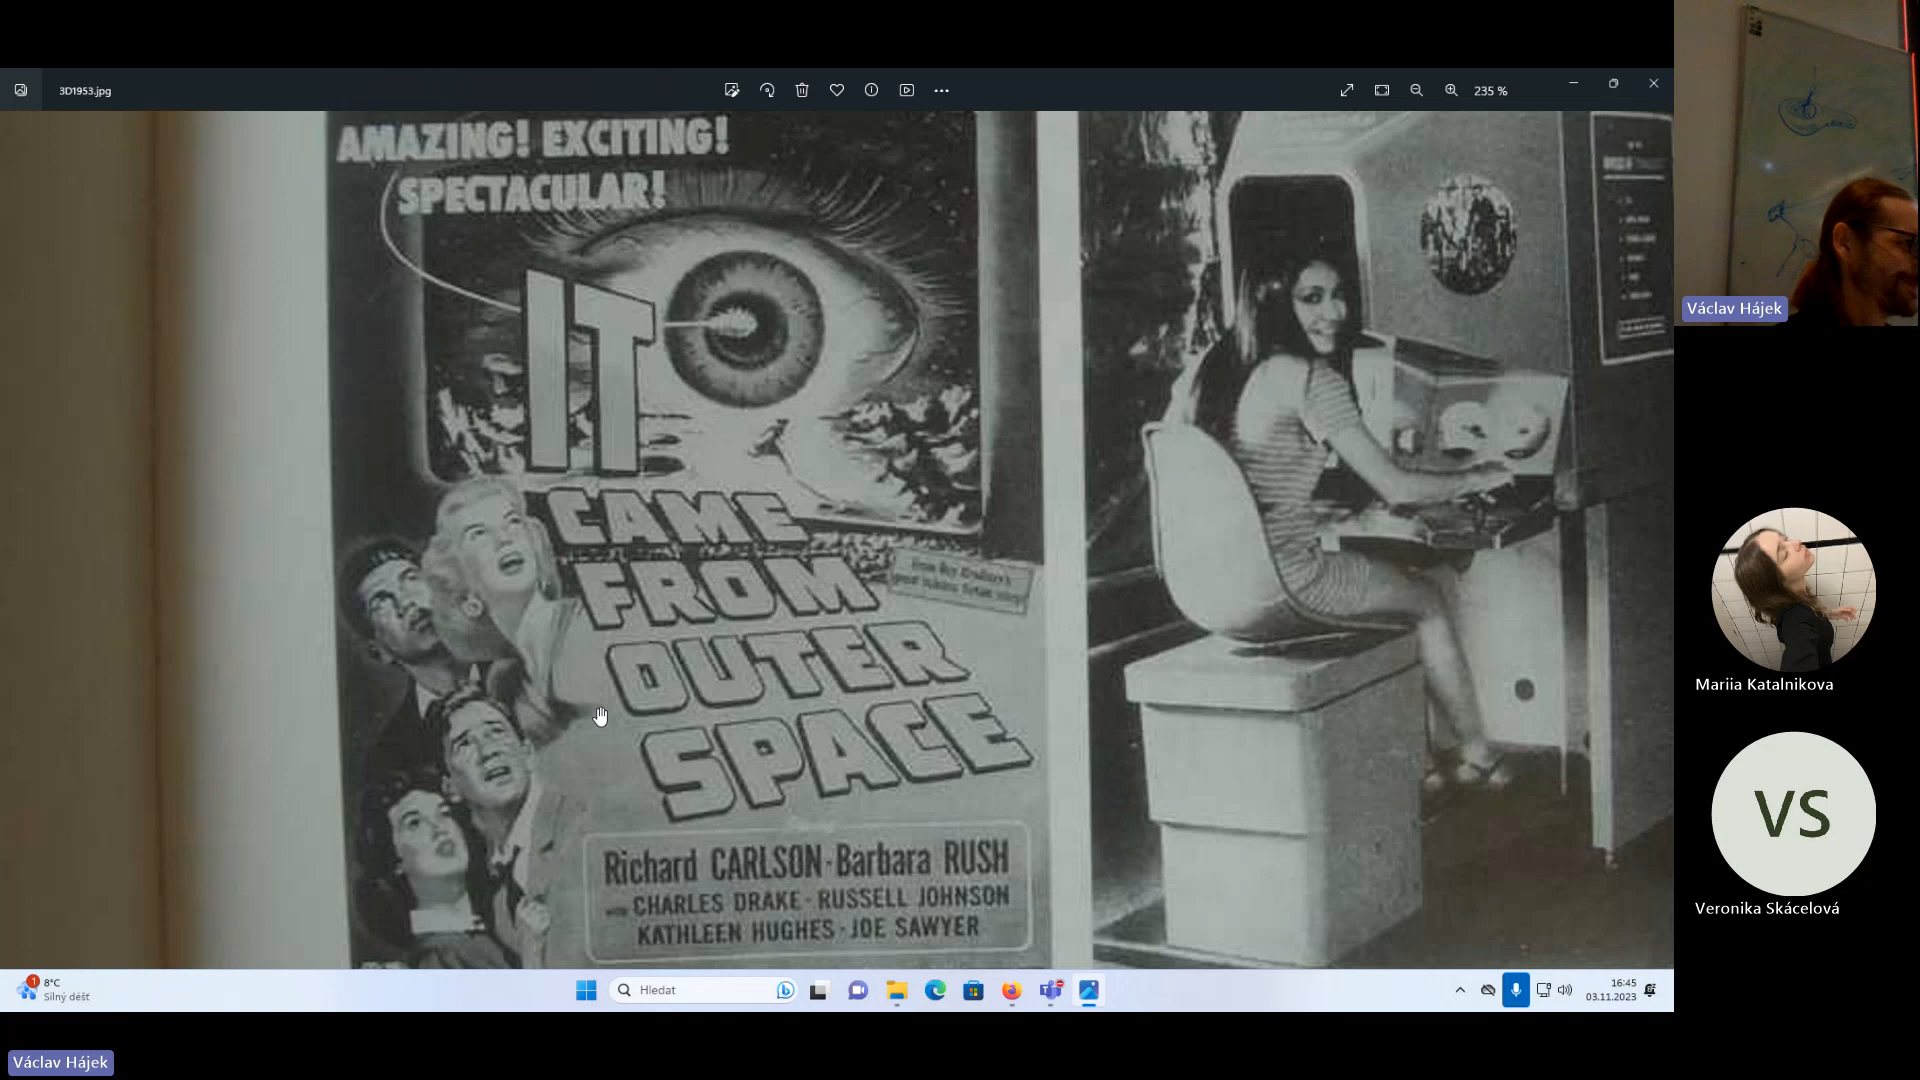 3D1953.jpg
235 %
AMAZING! EXCITING!
SPECTACULAR!
IT
CAME
FROM
OUTER
SPACE
Richard CARLSON · Barbara RUSH
WITH CHARLES DRAKE · RUSSELL JOHNSON
KATHLEEN HUGHES · JOE SAWYER
Václav Hájek
Mariia Katalnikova
VS
Veronika Skácelová
1
8°C
Silný déšť
Hledat
16:45
03.11.2023
Václav Hájek